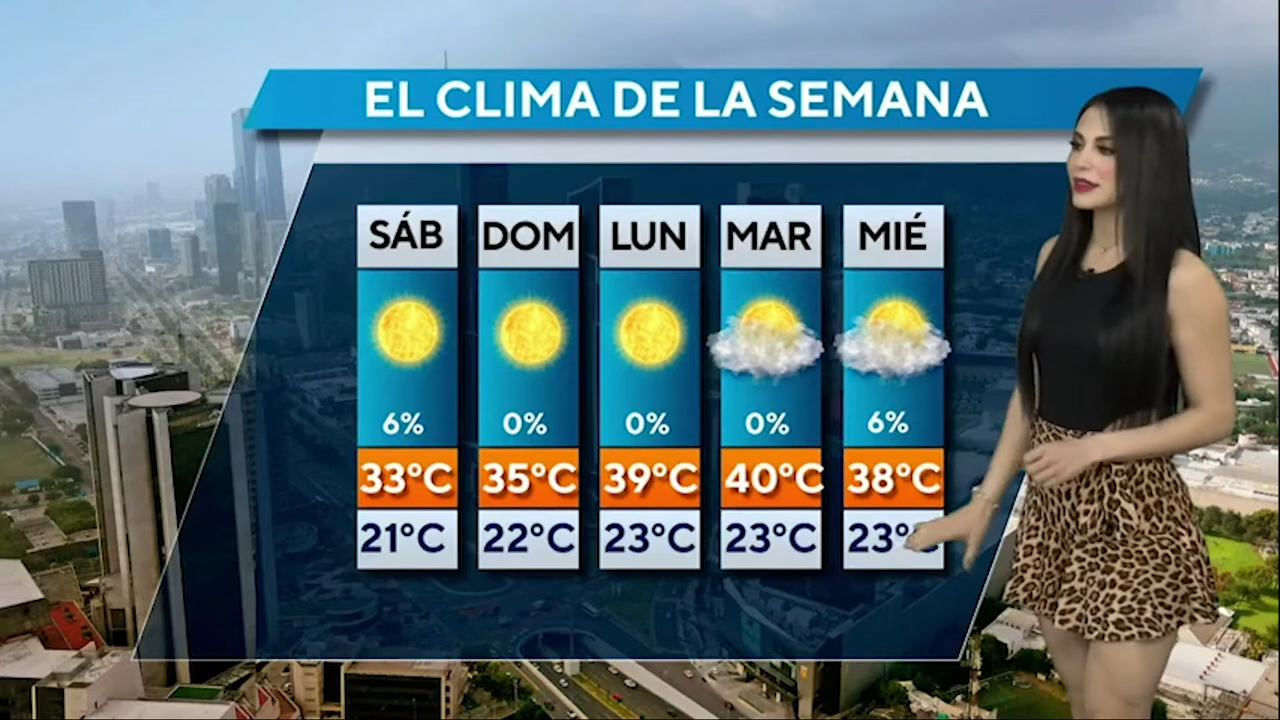 EL CLIMA DE LA SEMANA
SÁB DOM LUN MAR MIÉ
6% 0% 0% 0% 6%
33°C 35°C 39°C 40°C 38°C
21°C 22°C 23°C 23°C 23°C